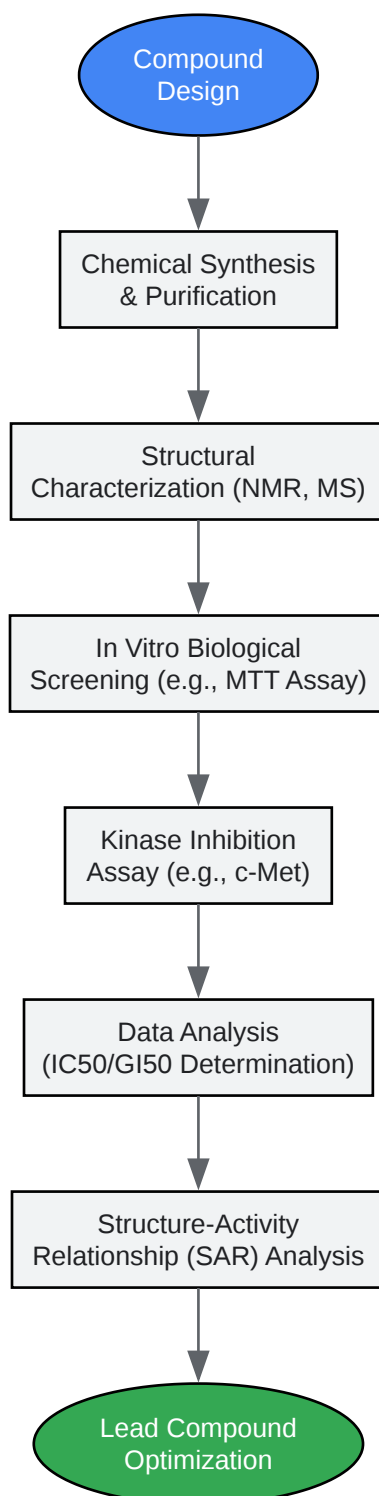 Compound
Design
Chemical Synthesis
& Purification
Structural
Characterization (NMR, MS)
In Vitro Biological
Screening (e.g., MTT Assay)
Kinase Inhibition
Assay (e.g., c-Met)
Data Analysis
(IC50/GI50 Determination)
Structure-Activity
Relationship (SAR) Analysis
Lead Compound
Optimization